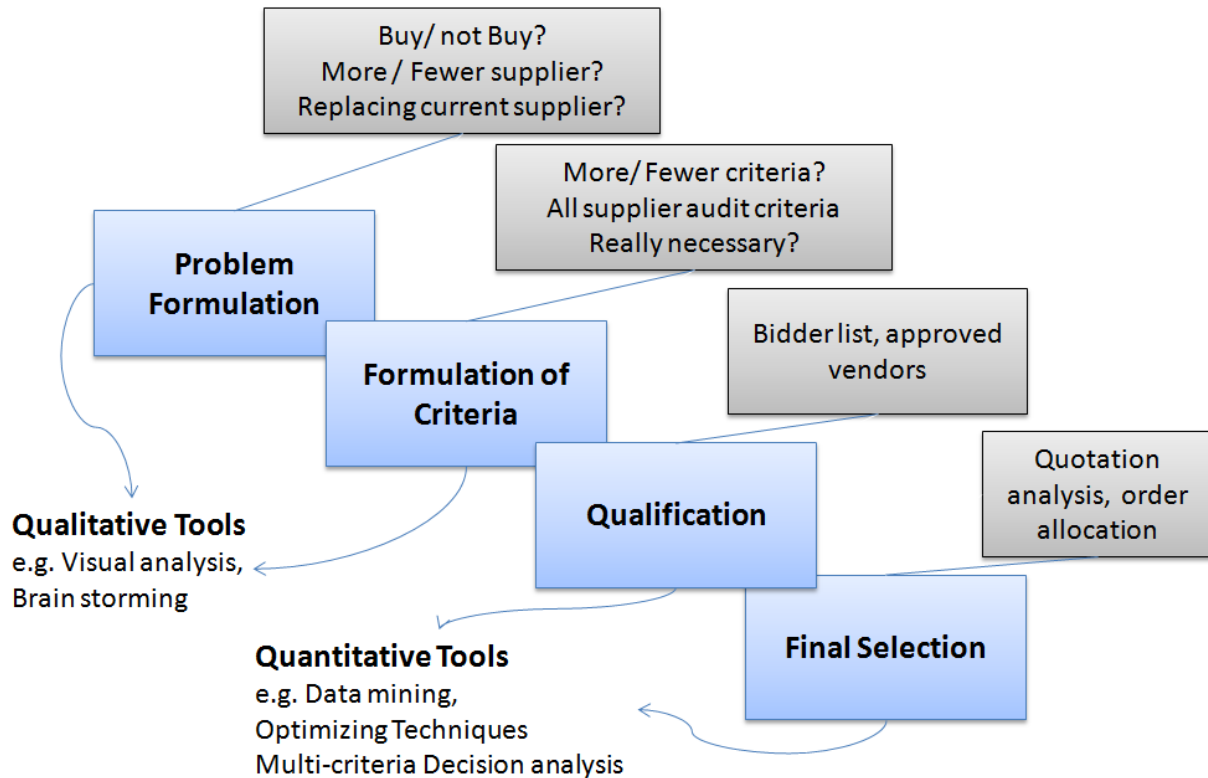 Buy/ not Buy?
More / Fewer supplier?
Replacing current supplier?
More/ Fewer criteria?
All supplier audit criteria
Really necessary?
Problem
Formulation
Bidder list, approved
vendors
Formulation of
Criteria
Quotation
analysis, order
allocation
Qualification
Qualitative Tools
e.g. Visual analysis,
Brain storming
Final Selection
Quantitative Tools
e.g. Data mining,
Optimizing Techniques
Multi-criteria Decision analysis